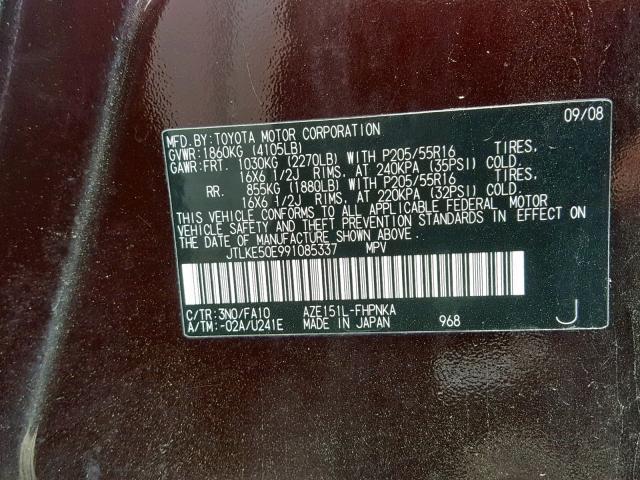 09/08
MFD.BY:TOYOTA MOTOR CORPORATION
GVWR:1860KG (4105LB)
GAWR:FRT. 1030KG (2270LB) WITH P205/55R16 TIRES,
16X6 1/2J RIMS, AT 240KPA (35PSI) COLD.
RR. 855KG (1880LB) WITH P205/55R16 TIRES,
16X6 1/2J RIMS, AT 220KPA (32PSI) COLD.
THIS VEHICLE CONFORMS TO ALL APPLICABLE FEDERAL MOTOR
VEHICLE SAFETY AND THEFT PREVENTION STANDARDS IN EFFECT ON
THE DATE OF MANUFACTURE SHOWN ABOVE.
JTLKE50E991085337 MPV
C/TR:3N0/FA10 AZE151L-FHPNKA
A/TM:-02A/U241E MADE IN JAPAN 968 J